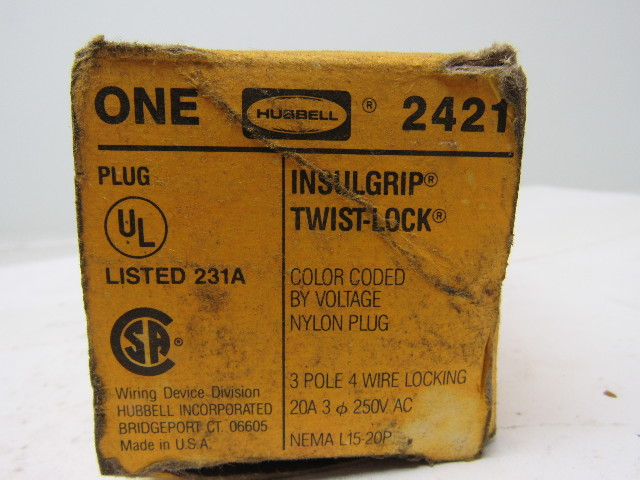 ONE HUBBELL ® 2421
PLUG
UL
LISTED 231A
CSA ®
Wiring Device-Division
HUBBELL INCORPORATED
BRIDGEPORT CT. 06605
Made in U.S.A.
INSULGRIP®
TWIST-LOCK®
COLOR CODED
BY VOLTAGE
NYLON PLUG
3 POLE 4 WIRE LOCKING
20A 3 ϕ 250V AC
NEMA L15-20P